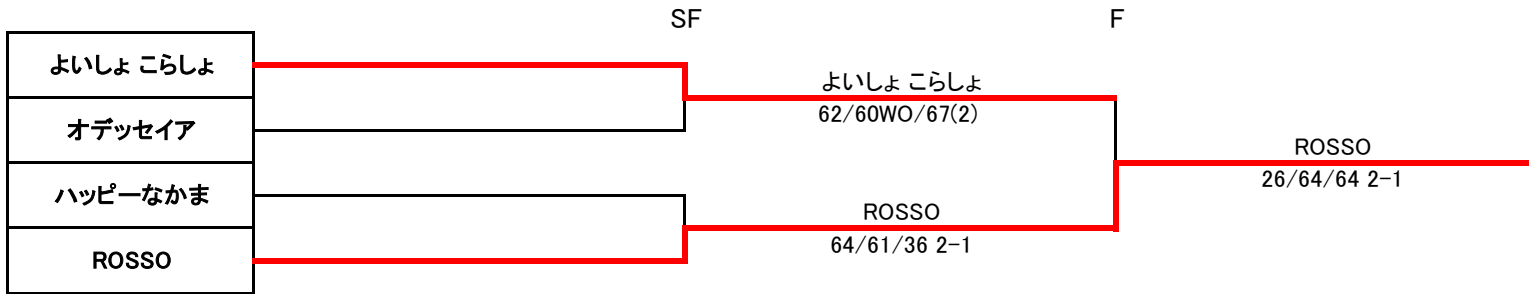 SF
F
よいしょ こらしょ
オデッセイア
ハッピーなかま
ROSSO
よいしょ こらしょ
62/60WO/67(2)
ROSSO
64/61/36 2-1
ROSSO
26/64/64 2-1